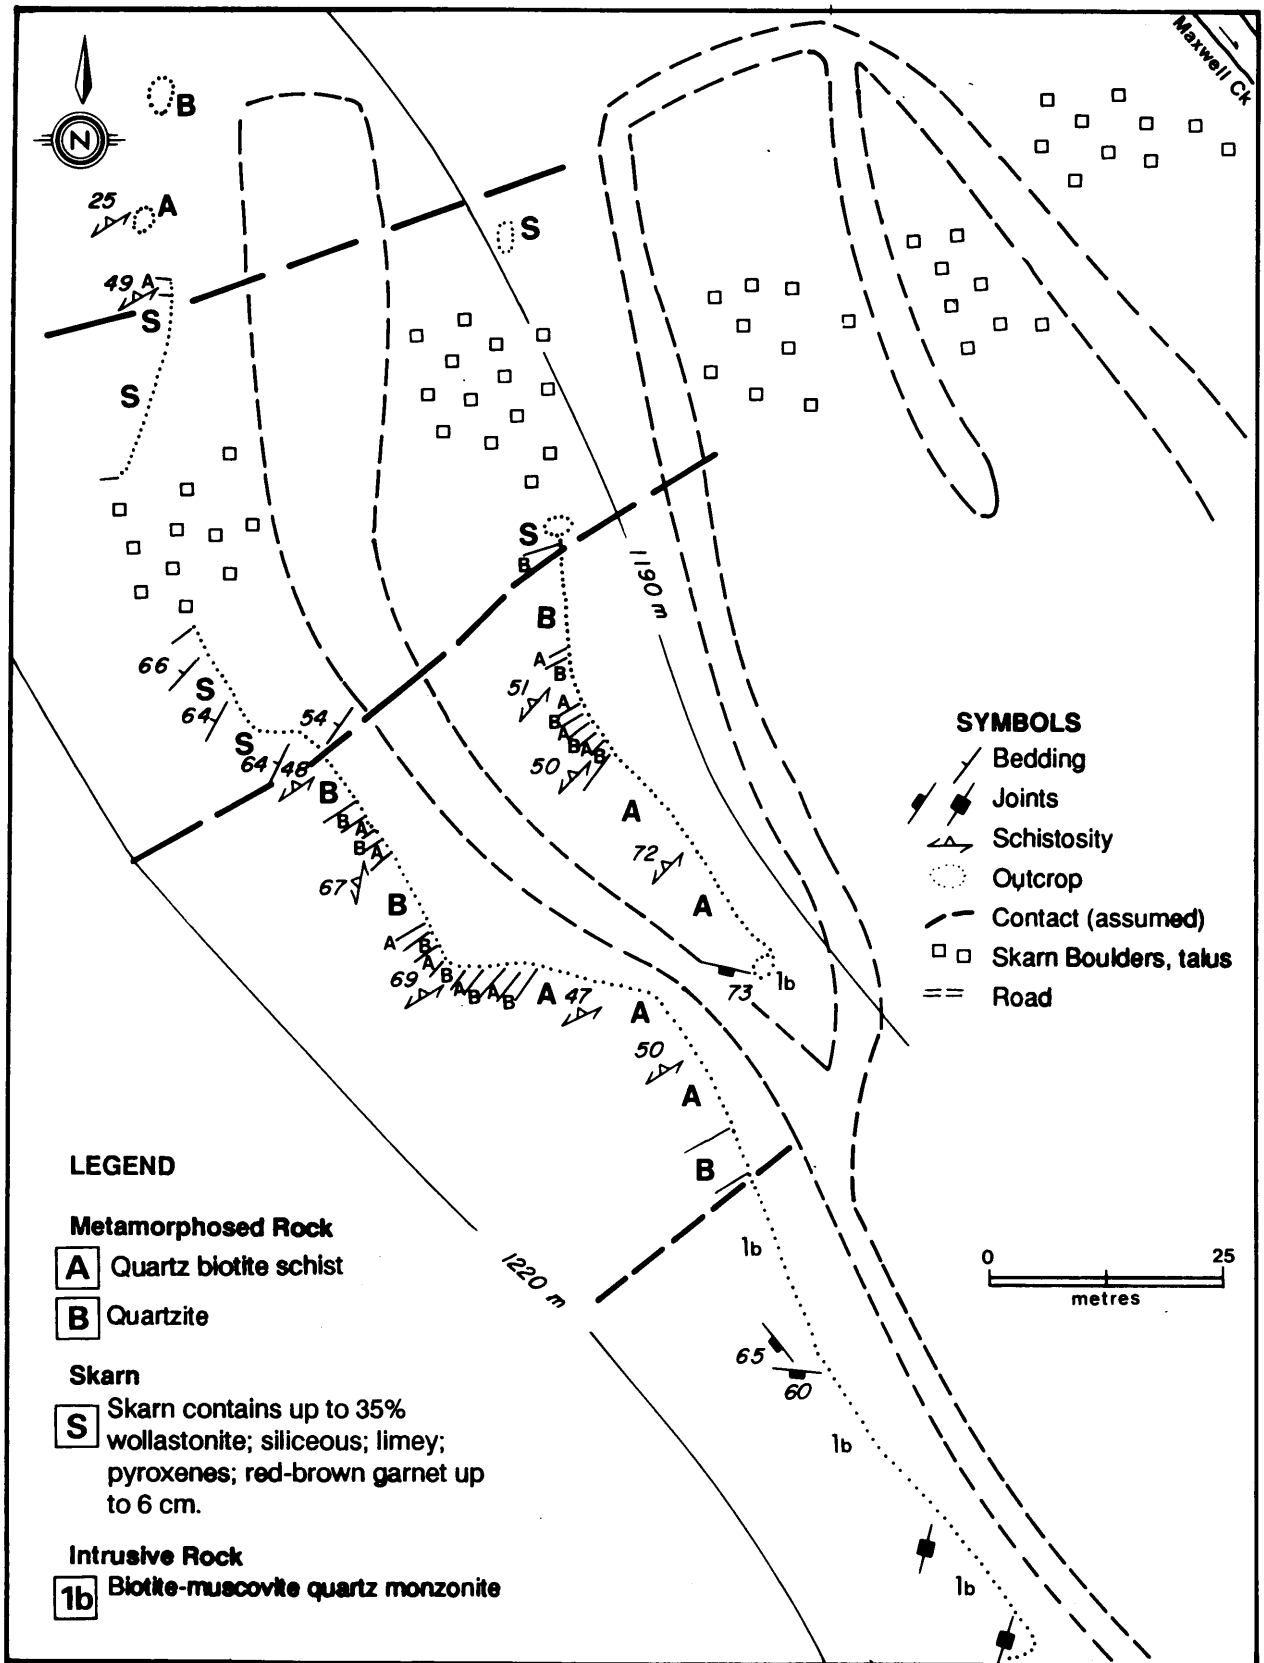 Maxwell Ck
N
B
25
A
S
49
A
S
S
S
B
1190 m
B
66
S
A
B
51
A
B
A
B
A
B
64
54
S
64
48
50
B
A
B
A
B
A
72
67
B
A
A
B
A
B
69
A
B
A
B
A
47
A
73
1b
50
A
B
1b
1220 m
65
60
1b
1b
SYMBOLS
Bedding
Joints
Schistosity
Outcrop
Contact (assumed)
Skarn Boulders, talus
Road
0 25
metres
LEGEND
Metamorphosed Rock
A Quartz biotite schist
B Quartzite
Skarn
S Skarn contains up to 35%
wollastonite; siliceous; limey;
pyroxenes; red-brown garnet up
to 6 cm.
Intrusive Rock
1b Biotite-muscovite quartz monzonite